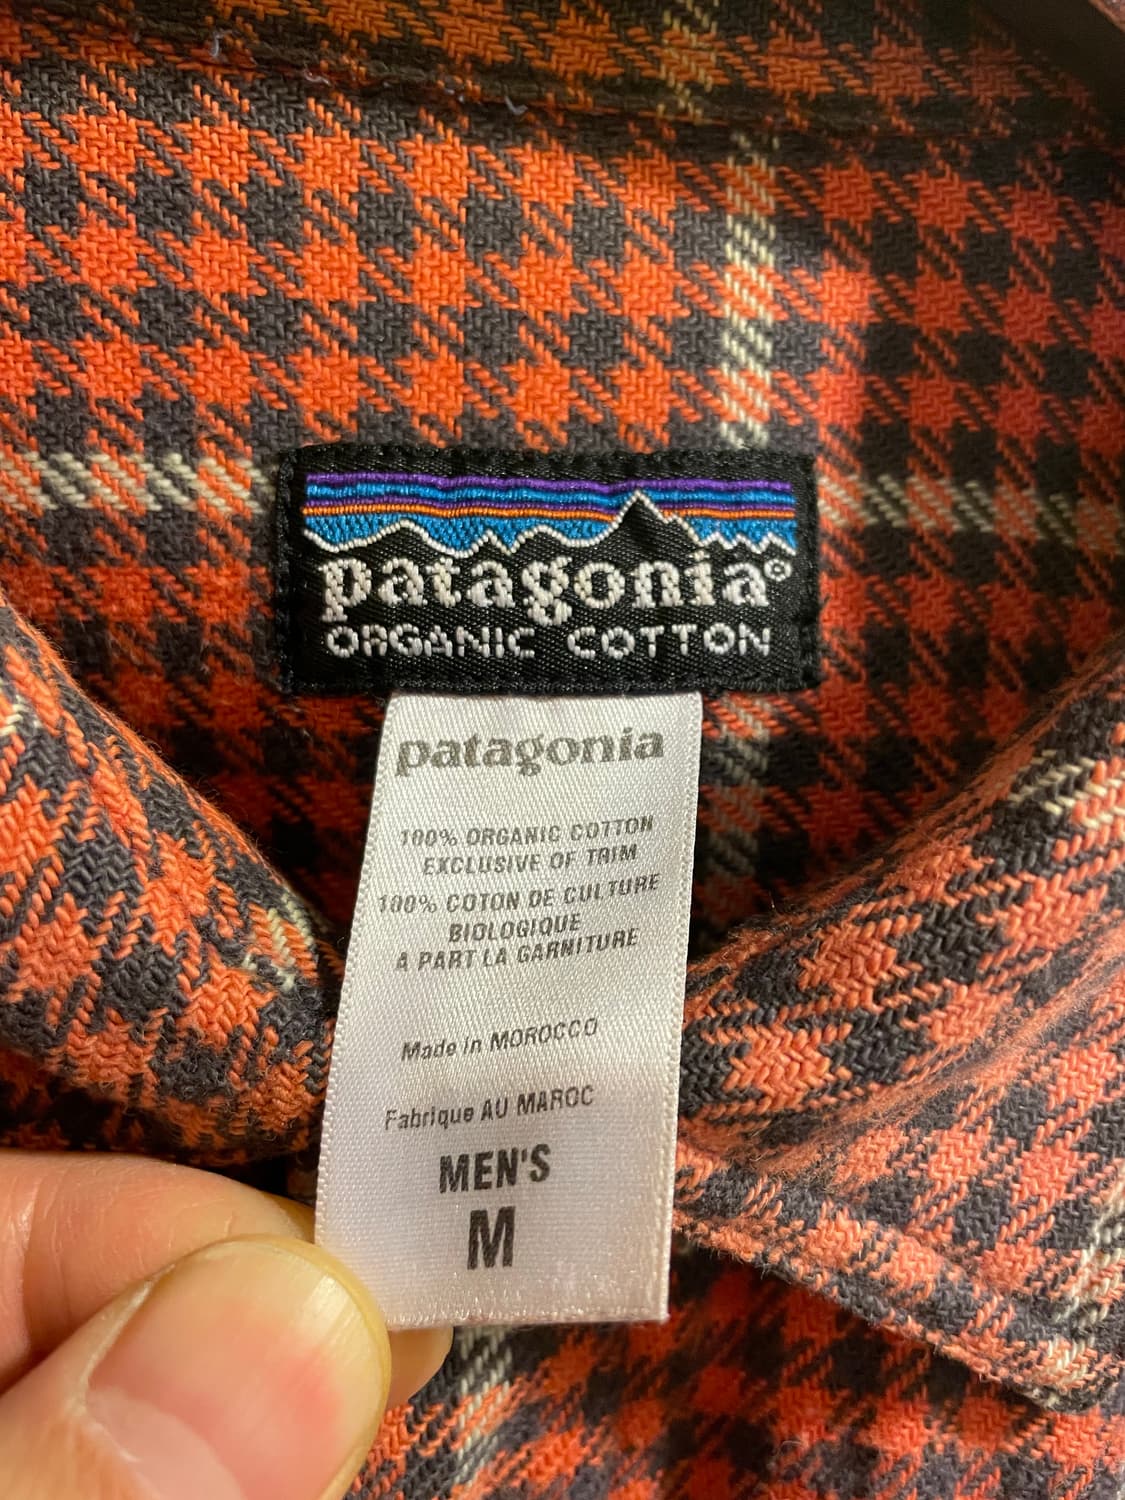 patagonia®
ORGANIC COTTON
patagonia
100% ORGANIC COTTON
EXCLUSIVE OF TRIM
100% COTON DE CULTURE
BIOLOGIQUE
A PART LA GARNITURE
Made in MOROCCO
Fabrique AU MAROC
MEN'S
M